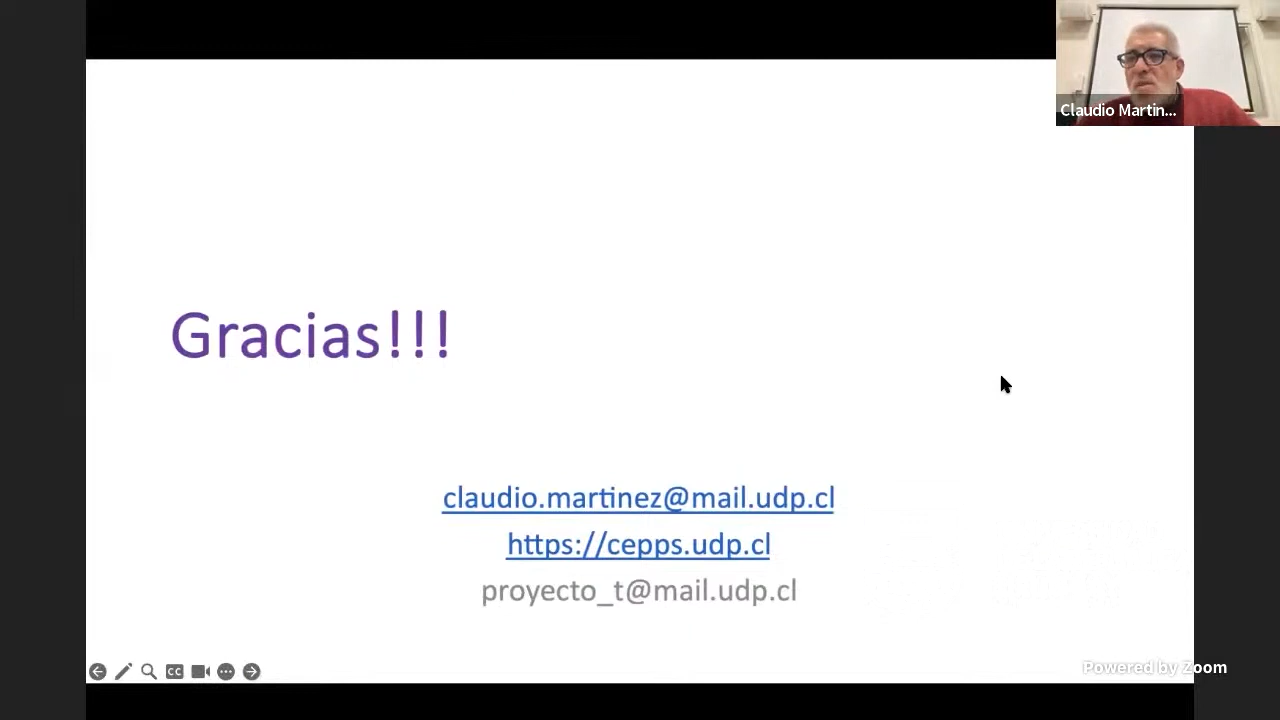 Claudio Martin...
Gracias!!!
claudio.martinez@mail.udp.cl
https://cepps.udp.cl
proyecto_t@mail.udp.cl
CC
Powered by Zoom